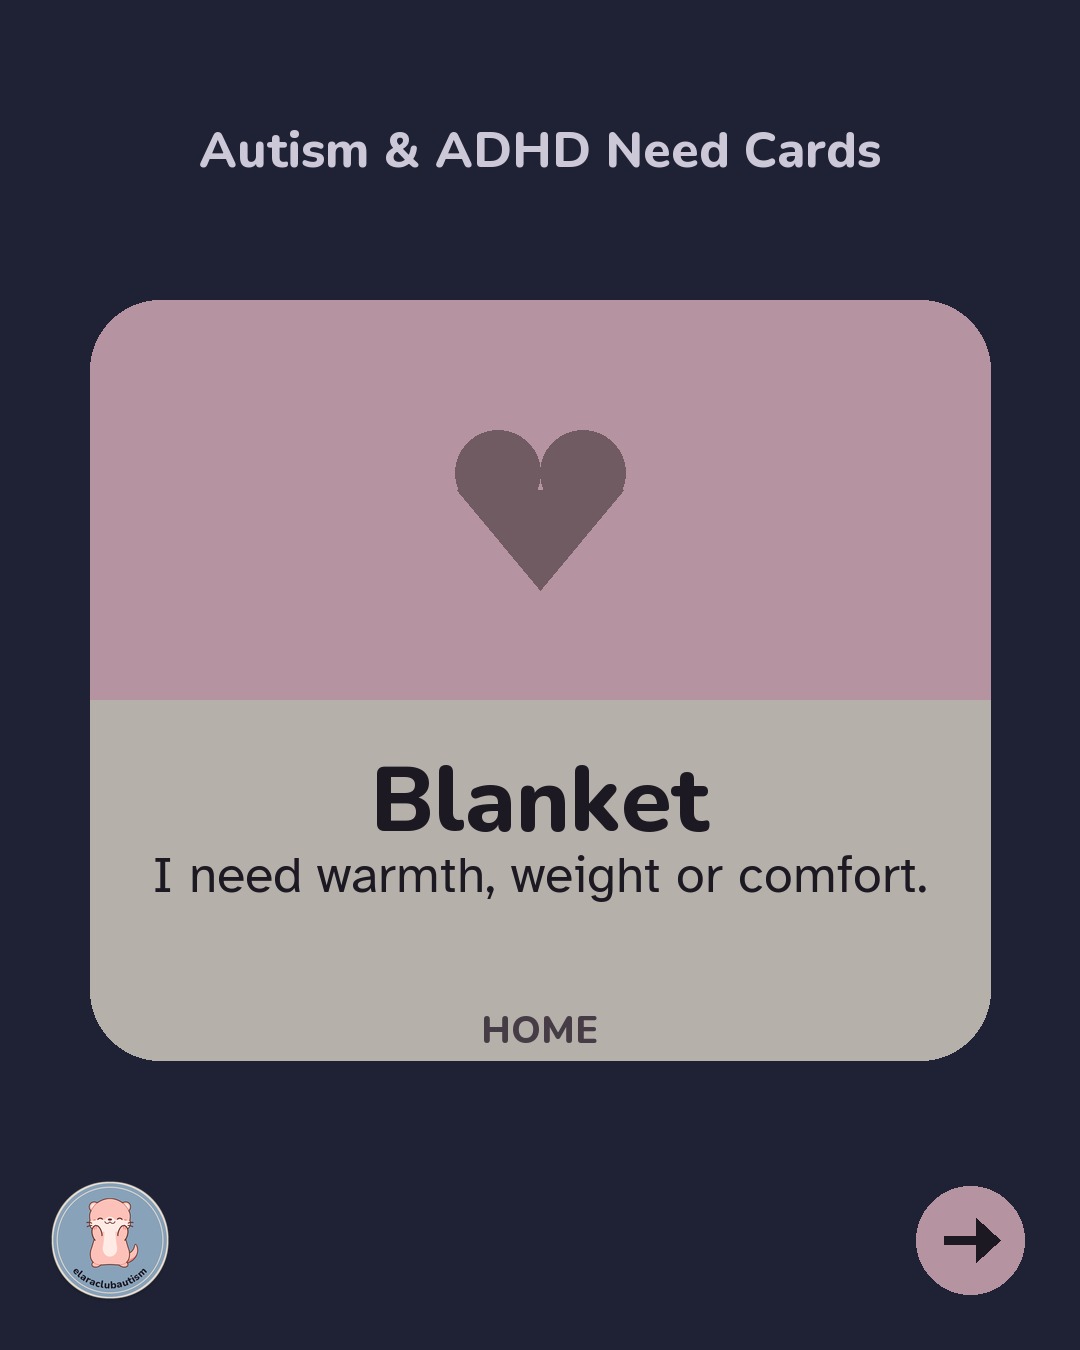 Autism & ADHD Need Cards
Blanket
I need warmth, weight or comfort.
HOME
elaraclubautism